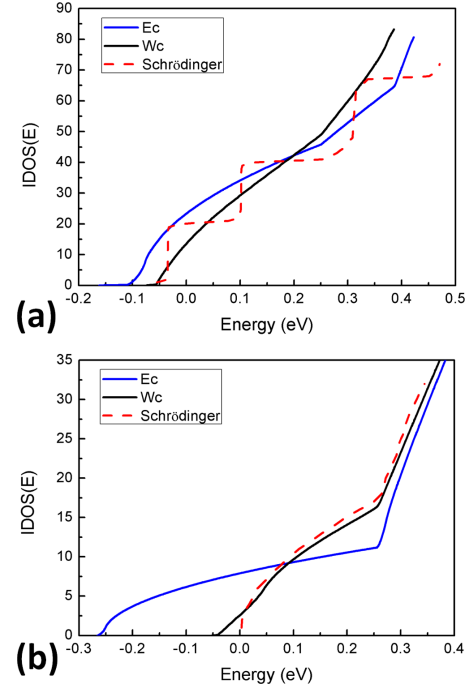 90
80
70
60
50
40
30
20
10
0
IDOS(E)
Ec
Wc
Schrödinger
-0.2 -0.1 0.0 0.1 0.2 0.3 0.4 0.5
Energy (eV)
(a)
35
30
25
20
15
10
5
0
IDOS(E)
Ec
Wc
Schrödinger
-0.3 -0.2 -0.1 0.0 0.1 0.2 0.3 0.4
Energy (eV)
(b)